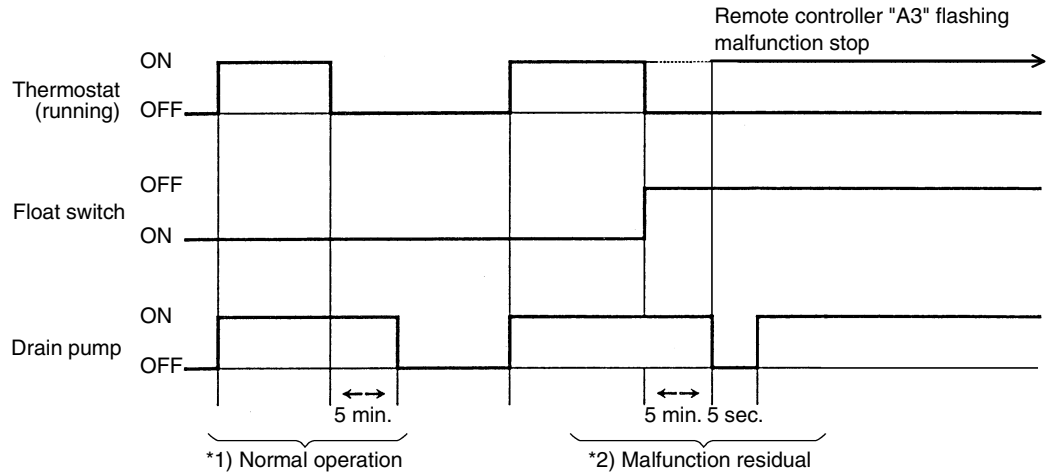 Remote controller "A3" flashing
malfunction stop
ON
Thermostat
(running)
OFF
OFF
Float switch
ON
ON
Drain pump
OFF
5 min.
5 min. 5 sec.
*1) Normal operation
*2) Malfunction residual